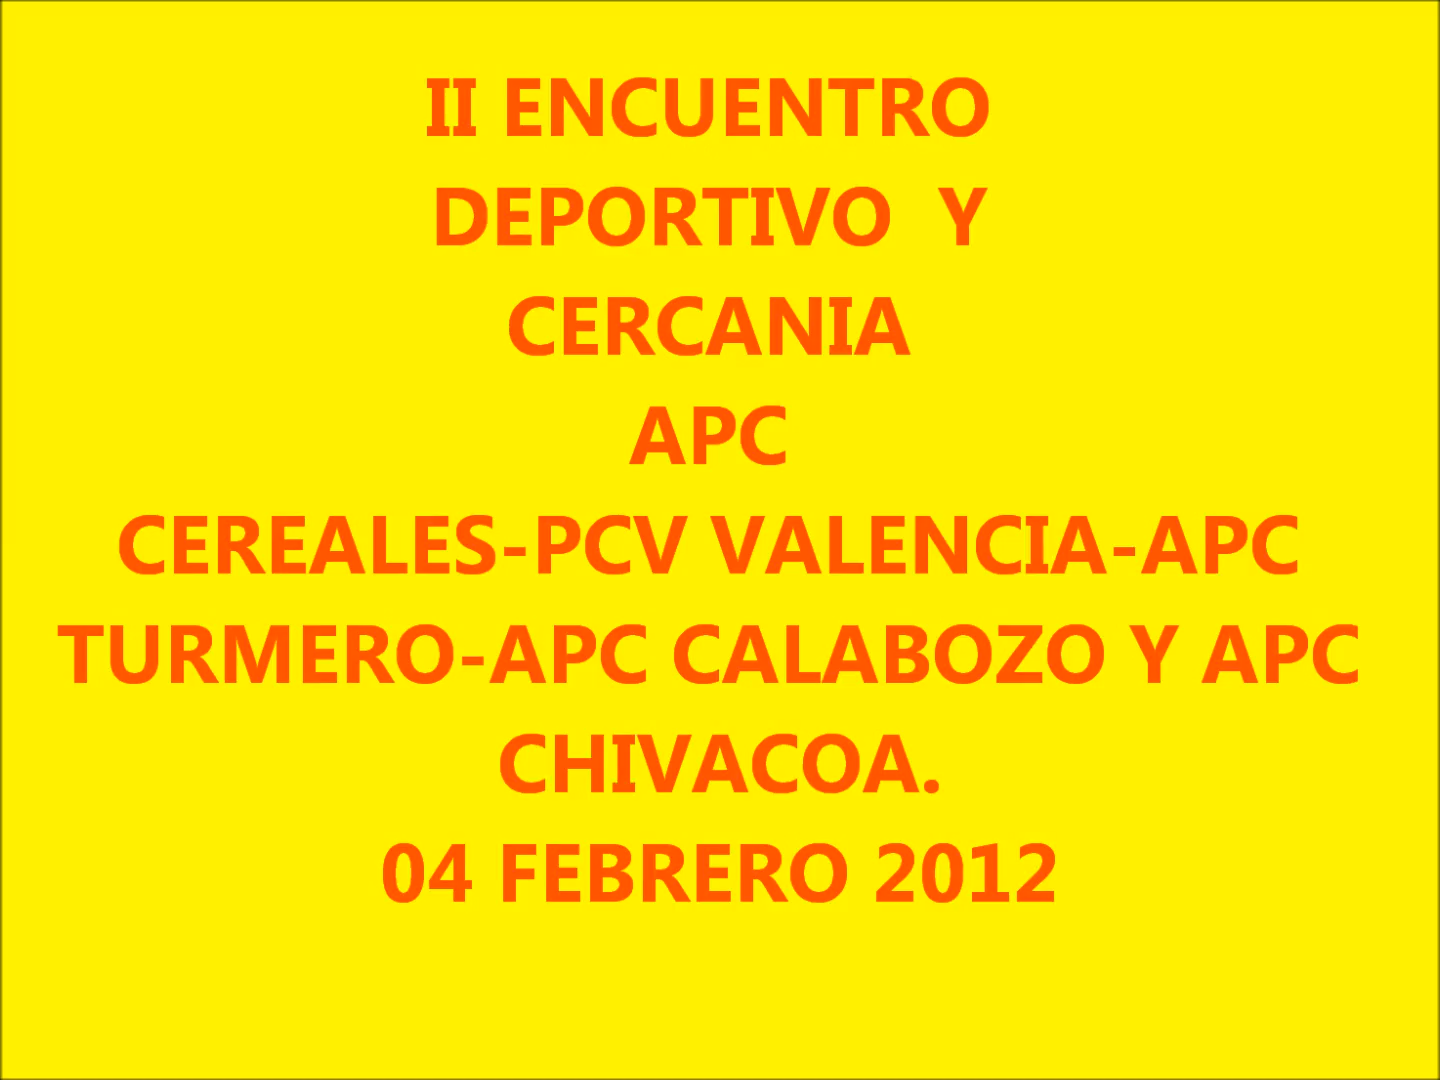 II ENCUENTRO
DEPORTIVO Y
CERCANIA
APC
CEREALES-PCV VALENCIA-APC
TURMERO-APC CALABOZO Y APC
CHIVACOA.
04 FEBRERO 2012